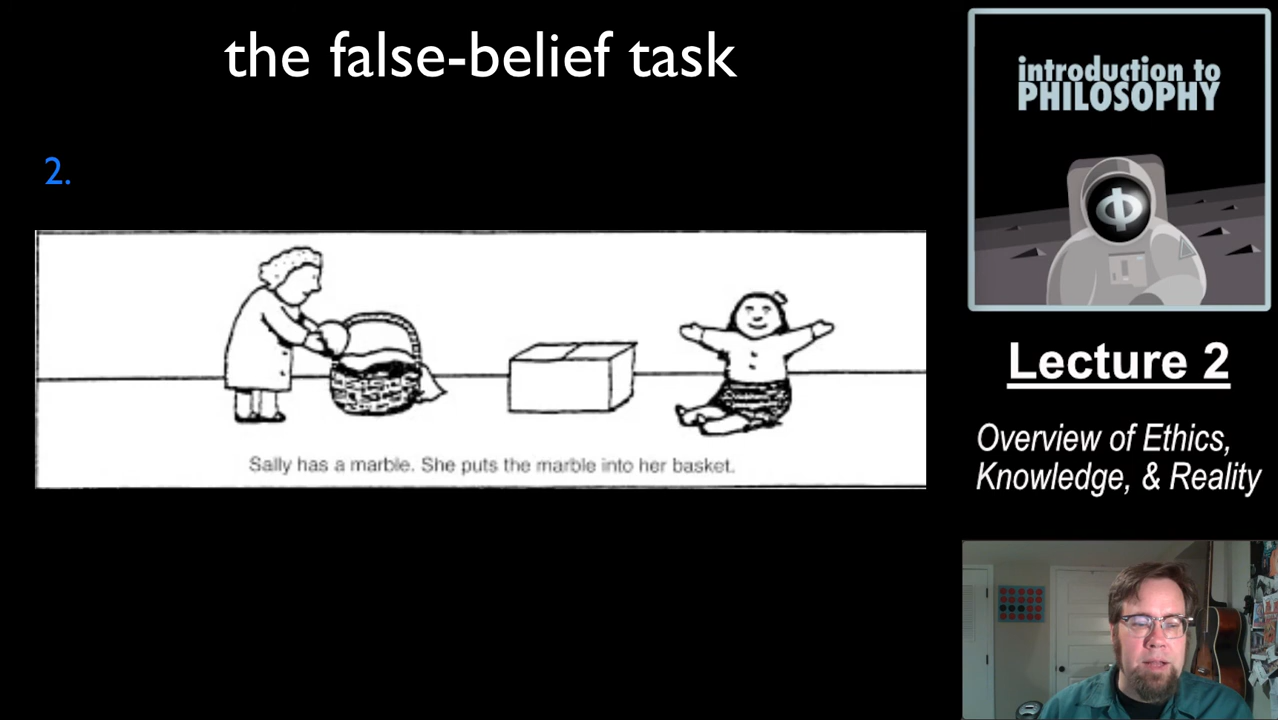 the false-belief task
2.
Sally has a marble. She puts the marble into her basket.
introduction to
PHILOSOPHY
Φ
Lecture 2
Overview of Ethics,
Knowledge, & Reality